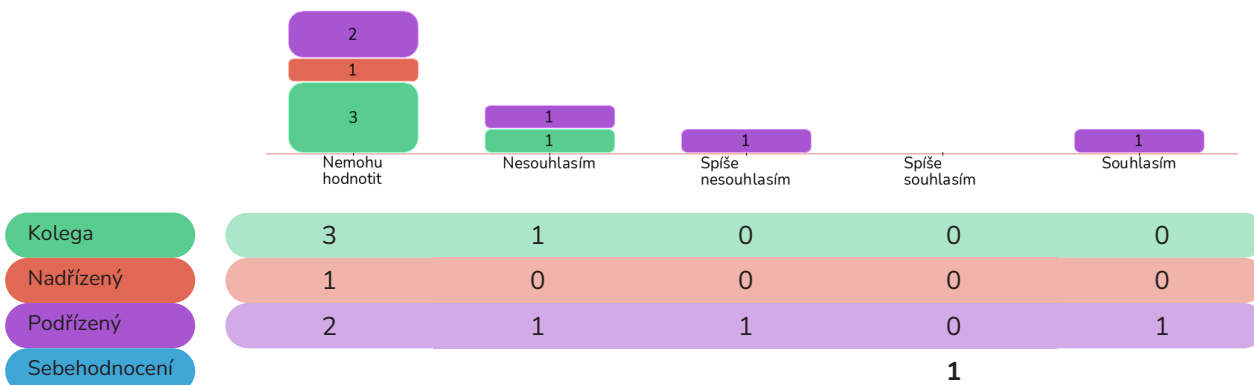 2
1
3
1
1
1
1
Nemohu
hodnotit
Nesouhlasím
Spíše
nesouhlasím
Spíše
souhlasím
Souhlasím
Kolega 3 1 0 0 0
Nadřízený 1 0 0 0 0
Podřízený 2 1 1 0 1
Sebehodnocení 1